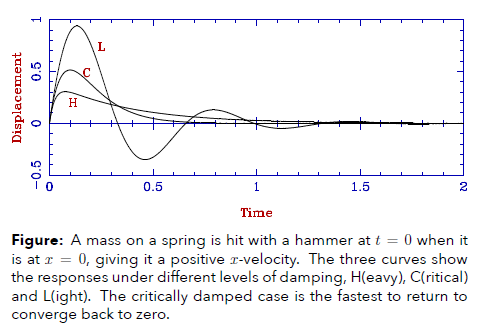 1
0.5
0
-0.5
Displacement
L
C
H
0
0.5
1
1.5
2
Time
Figure: A mass on a spring is hit with a hammer at t = 0 when it
is at x = 0, giving it a positive x-velocity. The three curves show
the responses under different levels of damping, H(eavy), C(ritical)
and L(ight). The critically damped case is the fastest to return to
converge back to zero.